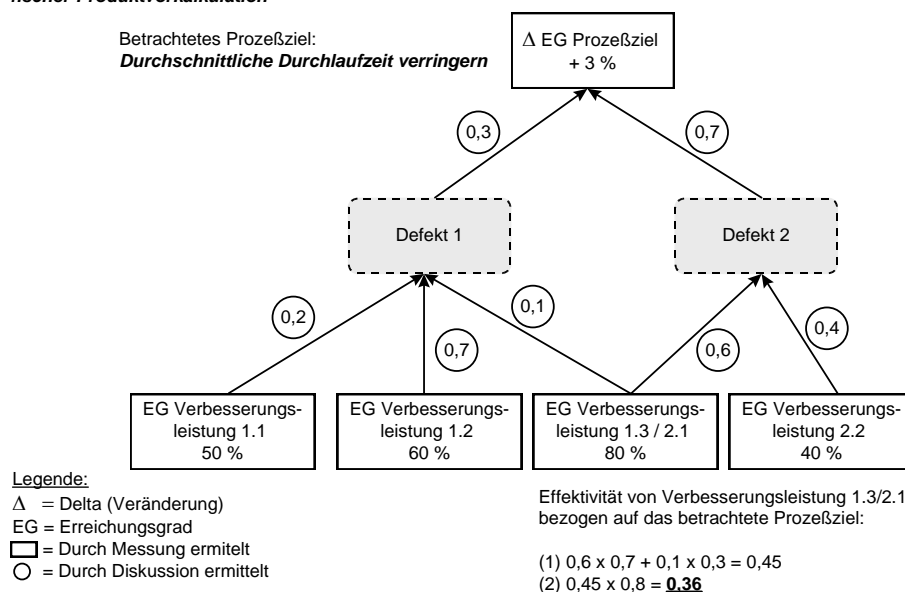 Betrachtetes Prozeßziel:
Durchschnittliche Durchlaufzeit verringern
Δ EG Prozeßziel
+ 3 %
0,3
0,7
Defekt 1
Defekt 2
0,2
0,7
0,1
0,6
0,4
EG Verbesserungs-
leistung 1.1
50 %
EG Verbesserungs-
leistung 1.2
60 %
EG Verbesserungs-
leistung 1.3 / 2.1
80 %
EG Verbesserungs-
leistung 2.2
40 %
Legende:
Δ = Delta (Veränderung)
EG = Erreichungsgrad
= Durch Messung ermitelt
= Durch Diskussion ermittelt
Effektivität von Verbesserungsleistung 1.3/2.1
bezogen auf das betrachtete Prozeßziel:
(1) 0,6 x 0,7 + 0,1 x 0,3 = 0,45
(2) 0,45 x 0,8 = 0,36